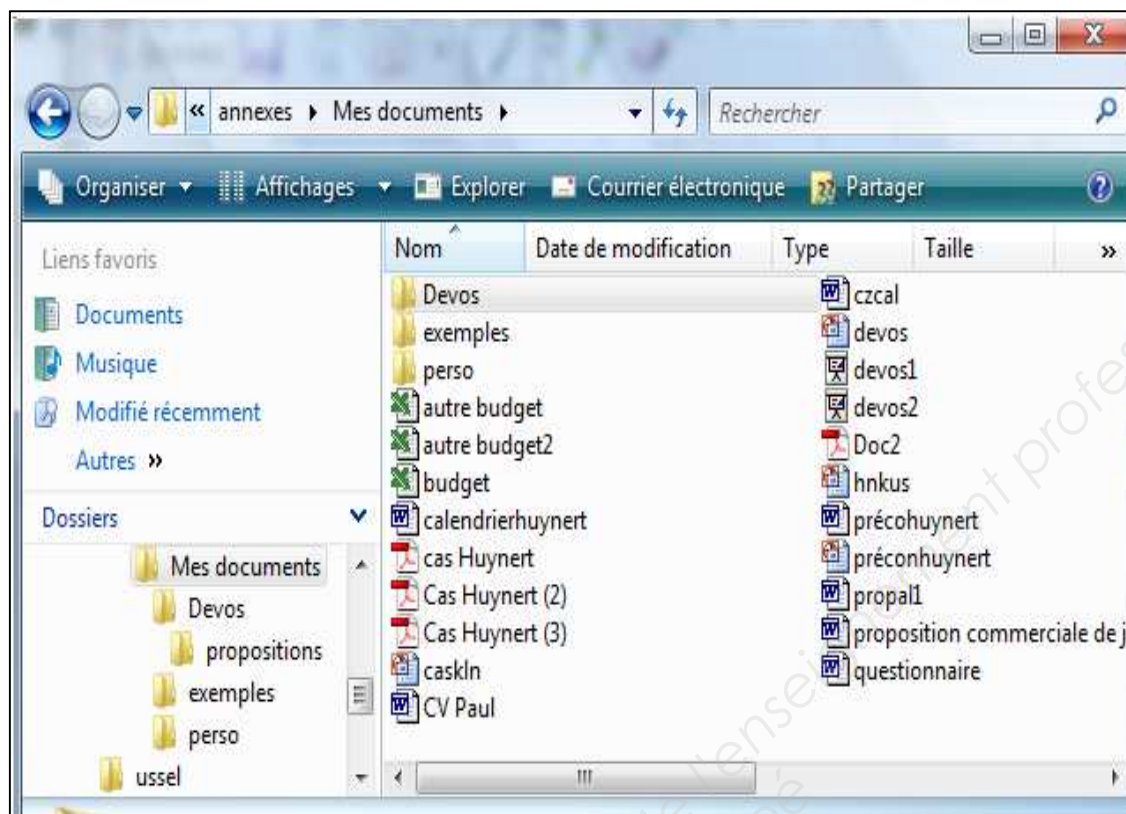 « annexes Mes documents Rechercher
Organiser Affichages Explorer Courrier électronique Partager ?
Liens favoris
Documents
Musique
Modifié récemment
Autres »
Dossiers
Mes documents
Devos
propositions
exemples
perso
ussel
Nom Date de modification Type Taille »
Devos
exemples
perso
autre budget
autre budget2
budget
calendrierhuynert
cas Huynert
Cas Huynert (2)
Cas Huynert (3)
caskln
CV Paul
czcal
devos
devos1
devos2
Doc2
hnkus
précohuynert
préconhuynert
propal1
proposition commerciale de j
questionnaire